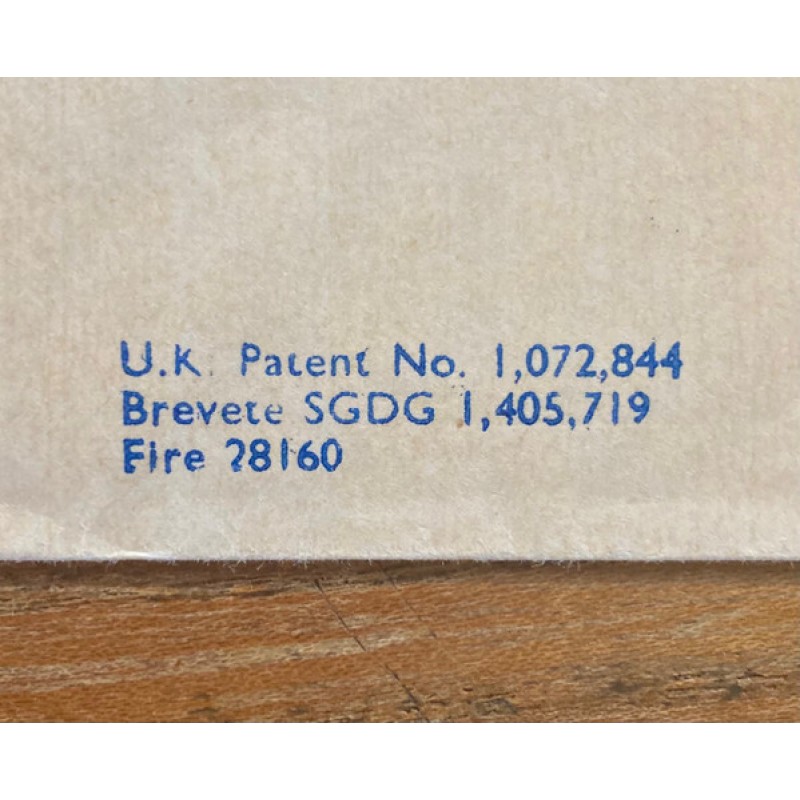 U.K. Patent No. 1,072,844
Brevete SGDG 1,405,719
Fire 28160